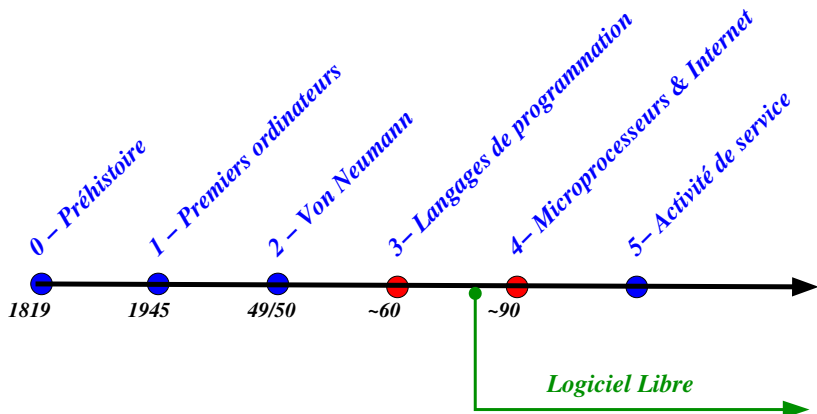 0 – Préhistoire
1 – Premiers ordinateurs
2 – Von Neumann
3– Langages de programmation
4– Microprocesseurs & Internet
5– Activité de service
1819
1945
49/50
~60
~90
Logiciel Libre